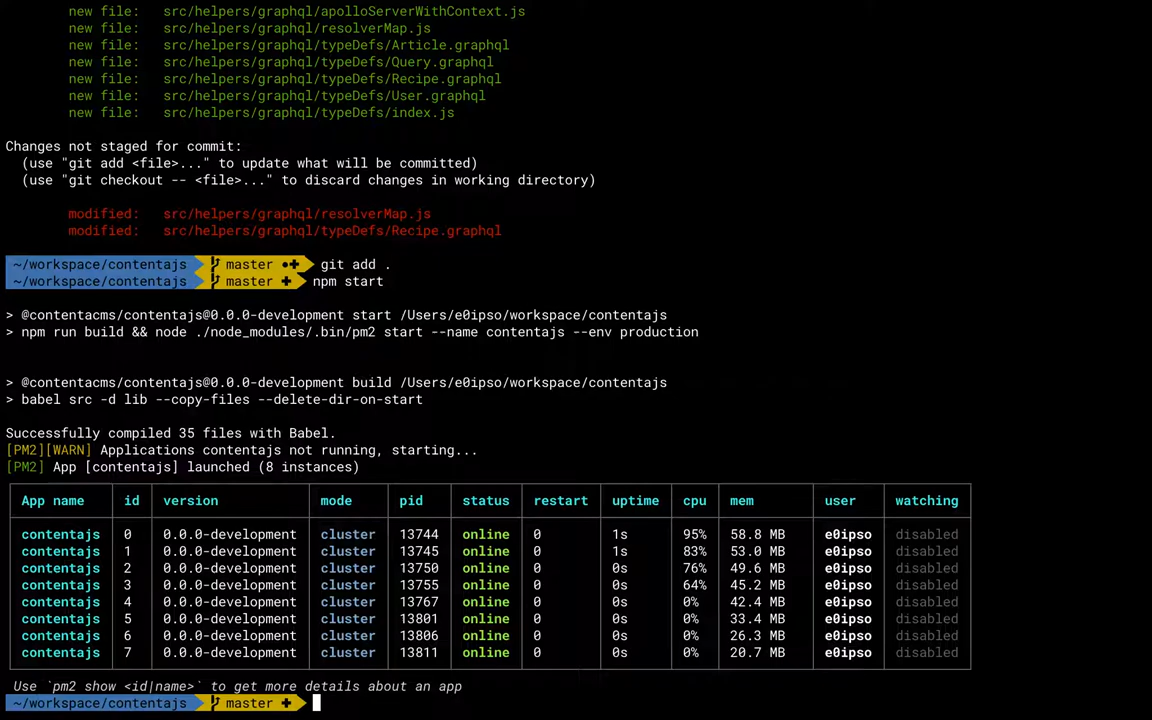 new file:   src/helpers/graphql/apolloServerWithContext.js
new file:   src/helpers/graphql/resolverMap.js
new file:   src/helpers/graphql/typeDefs/Article.graphql
new file:   src/helpers/graphql/typeDefs/Query.graphql
new file:   src/helpers/graphql/typeDefs/Recipe.graphql
new file:   src/helpers/graphql/typeDefs/User.graphql
new file:   src/helpers/graphql/typeDefs/index.js
Changes not staged for commit:
(use "git add <file>..." to update what will be committed)
(use "git checkout -- <file>..." to discard changes in working directory)
modified:   src/helpers/graphql/resolverMap.js
modified:   src/helpers/graphql/typeDefs/Recipe.graphql
~/workspace/contentajs master ●✚ git add .
~/workspace/contentajs master ✚ npm start
> @contentacms/contentajs@0.0.0-development start /Users/e0ipso/workspace/contentajs
> npm run build && node ./node_modules/.bin/pm2 start --name contentajs --env production
> @contentacms/contentajs@0.0.0-development build /Users/e0ipso/workspace/contentajs
> babel src -d lib --copy-files --delete-dir-on-start
Successfully compiled 35 files with Babel.
[PM2][WARN] Applications contentajs not running, starting...
[PM2] App [contentajs] launched (8 instances)
App name id version mode pid status restart uptime cpu mem user watching
contentajs 0 0.0.0-development cluster 13744 online 0 1s 95% 58.8 MB e0ipso disabled
contentajs 1 0.0.0-development cluster 13745 online 0 1s 83% 53.0 MB e0ipso disabled
contentajs 2 0.0.0-development cluster 13750 online 0 0s 76% 49.6 MB e0ipso disabled
contentajs 3 0.0.0-development cluster 13755 online 0 0s 64% 45.2 MB e0ipso disabled
contentajs 4 0.0.0-development cluster 13767 online 0 0s 0% 42.4 MB e0ipso disabled
contentajs 5 0.0.0-development cluster 13801 online 0 0s 0% 33.4 MB e0ipso disabled
contentajs 6 0.0.0-development cluster 13806 online 0 0s 0% 26.3 MB e0ipso disabled
contentajs 7 0.0.0-development cluster 13811 online 0 0s 0% 20.7 MB e0ipso disabled
Use `pm2 show <id|name>` to get more details about an app
~/workspace/contentajs master ✚